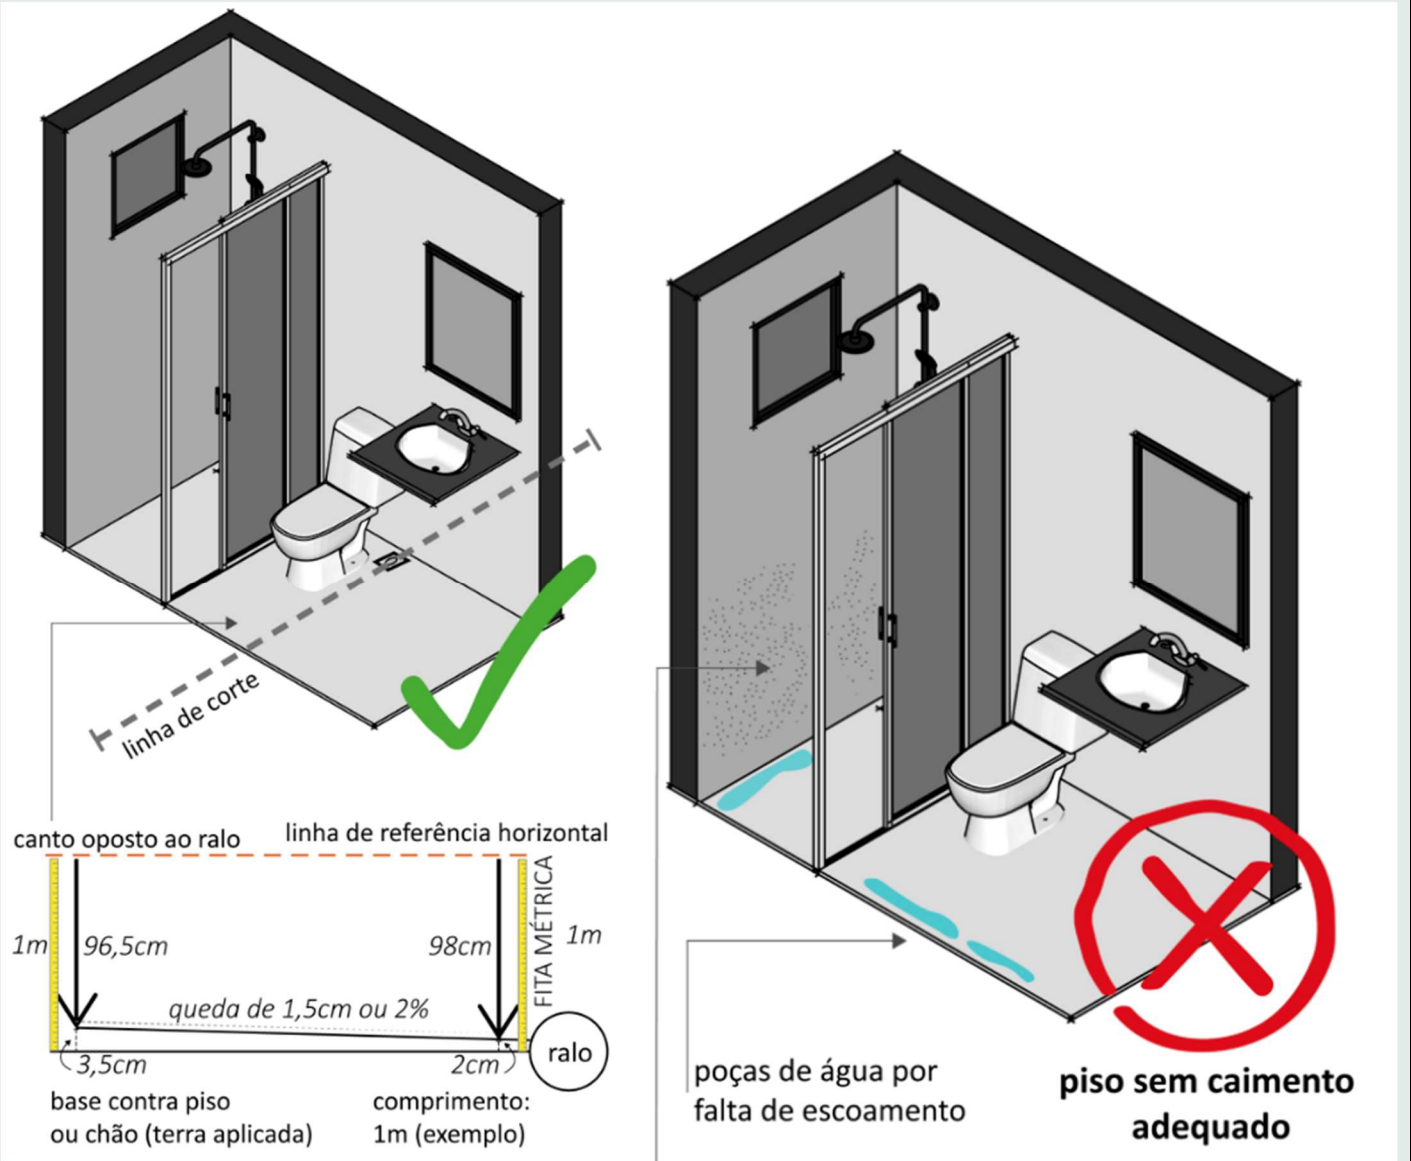 linha de corte
canto oposto ao ralo
linha de referência horizontal
1m
96,5cm
98cm
FITA MÉTRICA
1m
queda de 1,5cm ou 2%
3,5cm
2cm
ralo
base contra piso
ou chão (terra aplicada)
comprimento:
1m (exemplo)
poças de água por
falta de escoamento
piso sem caimento
adequado